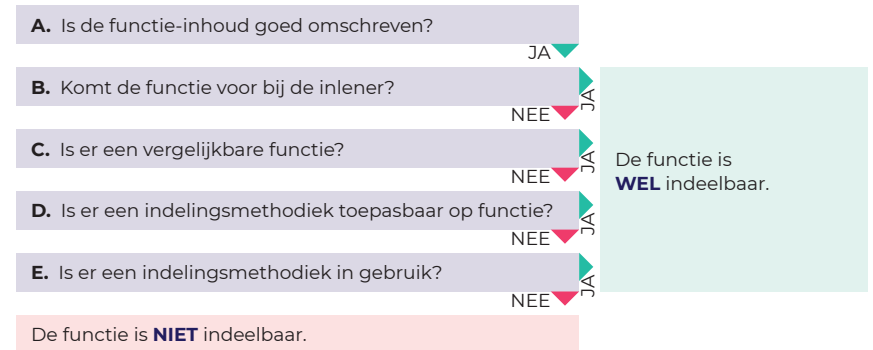 A. Is de functie-inhoud goed omschreven?
JA
B. Komt de functie voor bij de inlener?
JA
NEE
C. Is er een vergelijkbare functie?
JA
NEE
De functie is
WEL indeelbaar.
D. Is er een indelingsmethodiek toepasbaar op functie?
JA
NEE
E. Is er een indelingsmethodiek in gebruik?
JA
NEE
De functie is NIET indeelbaar.